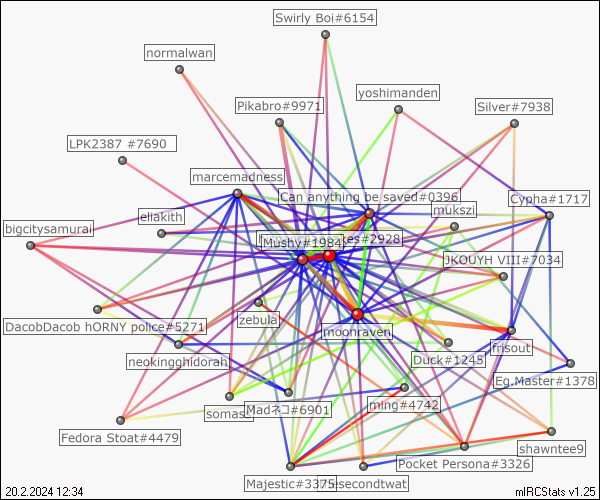 Swirly Boi#6154
normalwan
yoshimanden
Pikabro#9971
Silver#7938
LPK2387 #7690
marcemadness
Can anything be saved#0396
Cypha#1717
mukszi
eliakith
bigcitysamurai
Mushy#1984
#2928
JKOUYH VIII#7034
DacobDacob hORNY police#5271
zebula
moonraven
frisout
neokingghidorah
Duck#1245
Eg.Master#1378
somase
Madネコ#6901
ming#4742
Fedora Stoat#4479
shawntee9
Pocket Persona#3326
Majestic#3375
secondtwat
20.2.2024 12:34
mIRCStats v1.25